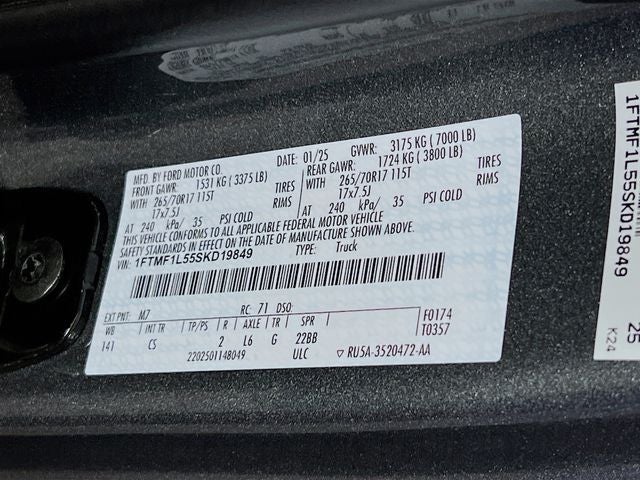 MFD. BY FORD MOTOR CO.
DATE: 01/25 GVWR: 3175 KG ( 7000 LB)
FRONT GAWR: 1531 KG ( 3375 LB) REAR GAWR: 1724 KG ( 3800 LB)
WITH 265/70R17 115T TIRES WITH 265/70R17 115T TIRES
17x7.5J RIMS 17x7.5J RIMS
AT 240 kPa/ 35 PSI COLD AT 240 kPa/ 35 PSI COLD
THIS VEHICLE CONFORMS TO ALL APPLICABLE FEDERAL MOTOR VEHICLE
SAFETY STANDARDS IN EFFECT ON THE DATE OF MANUFACTURE SHOWN ABOVE.
VIN: 1FTMF1L55SKD19849 TYPE: Truck
EXT PNT: M7 RC: 71 DSO: F0174
WB INT TR TP/PS R AXLE TR SPR T0357
141 CS 2 L6 G 22BB
2202501148049 ULC ▽ RU5A-3520472-AA
1FTMF1L55SKD19849
25
K24